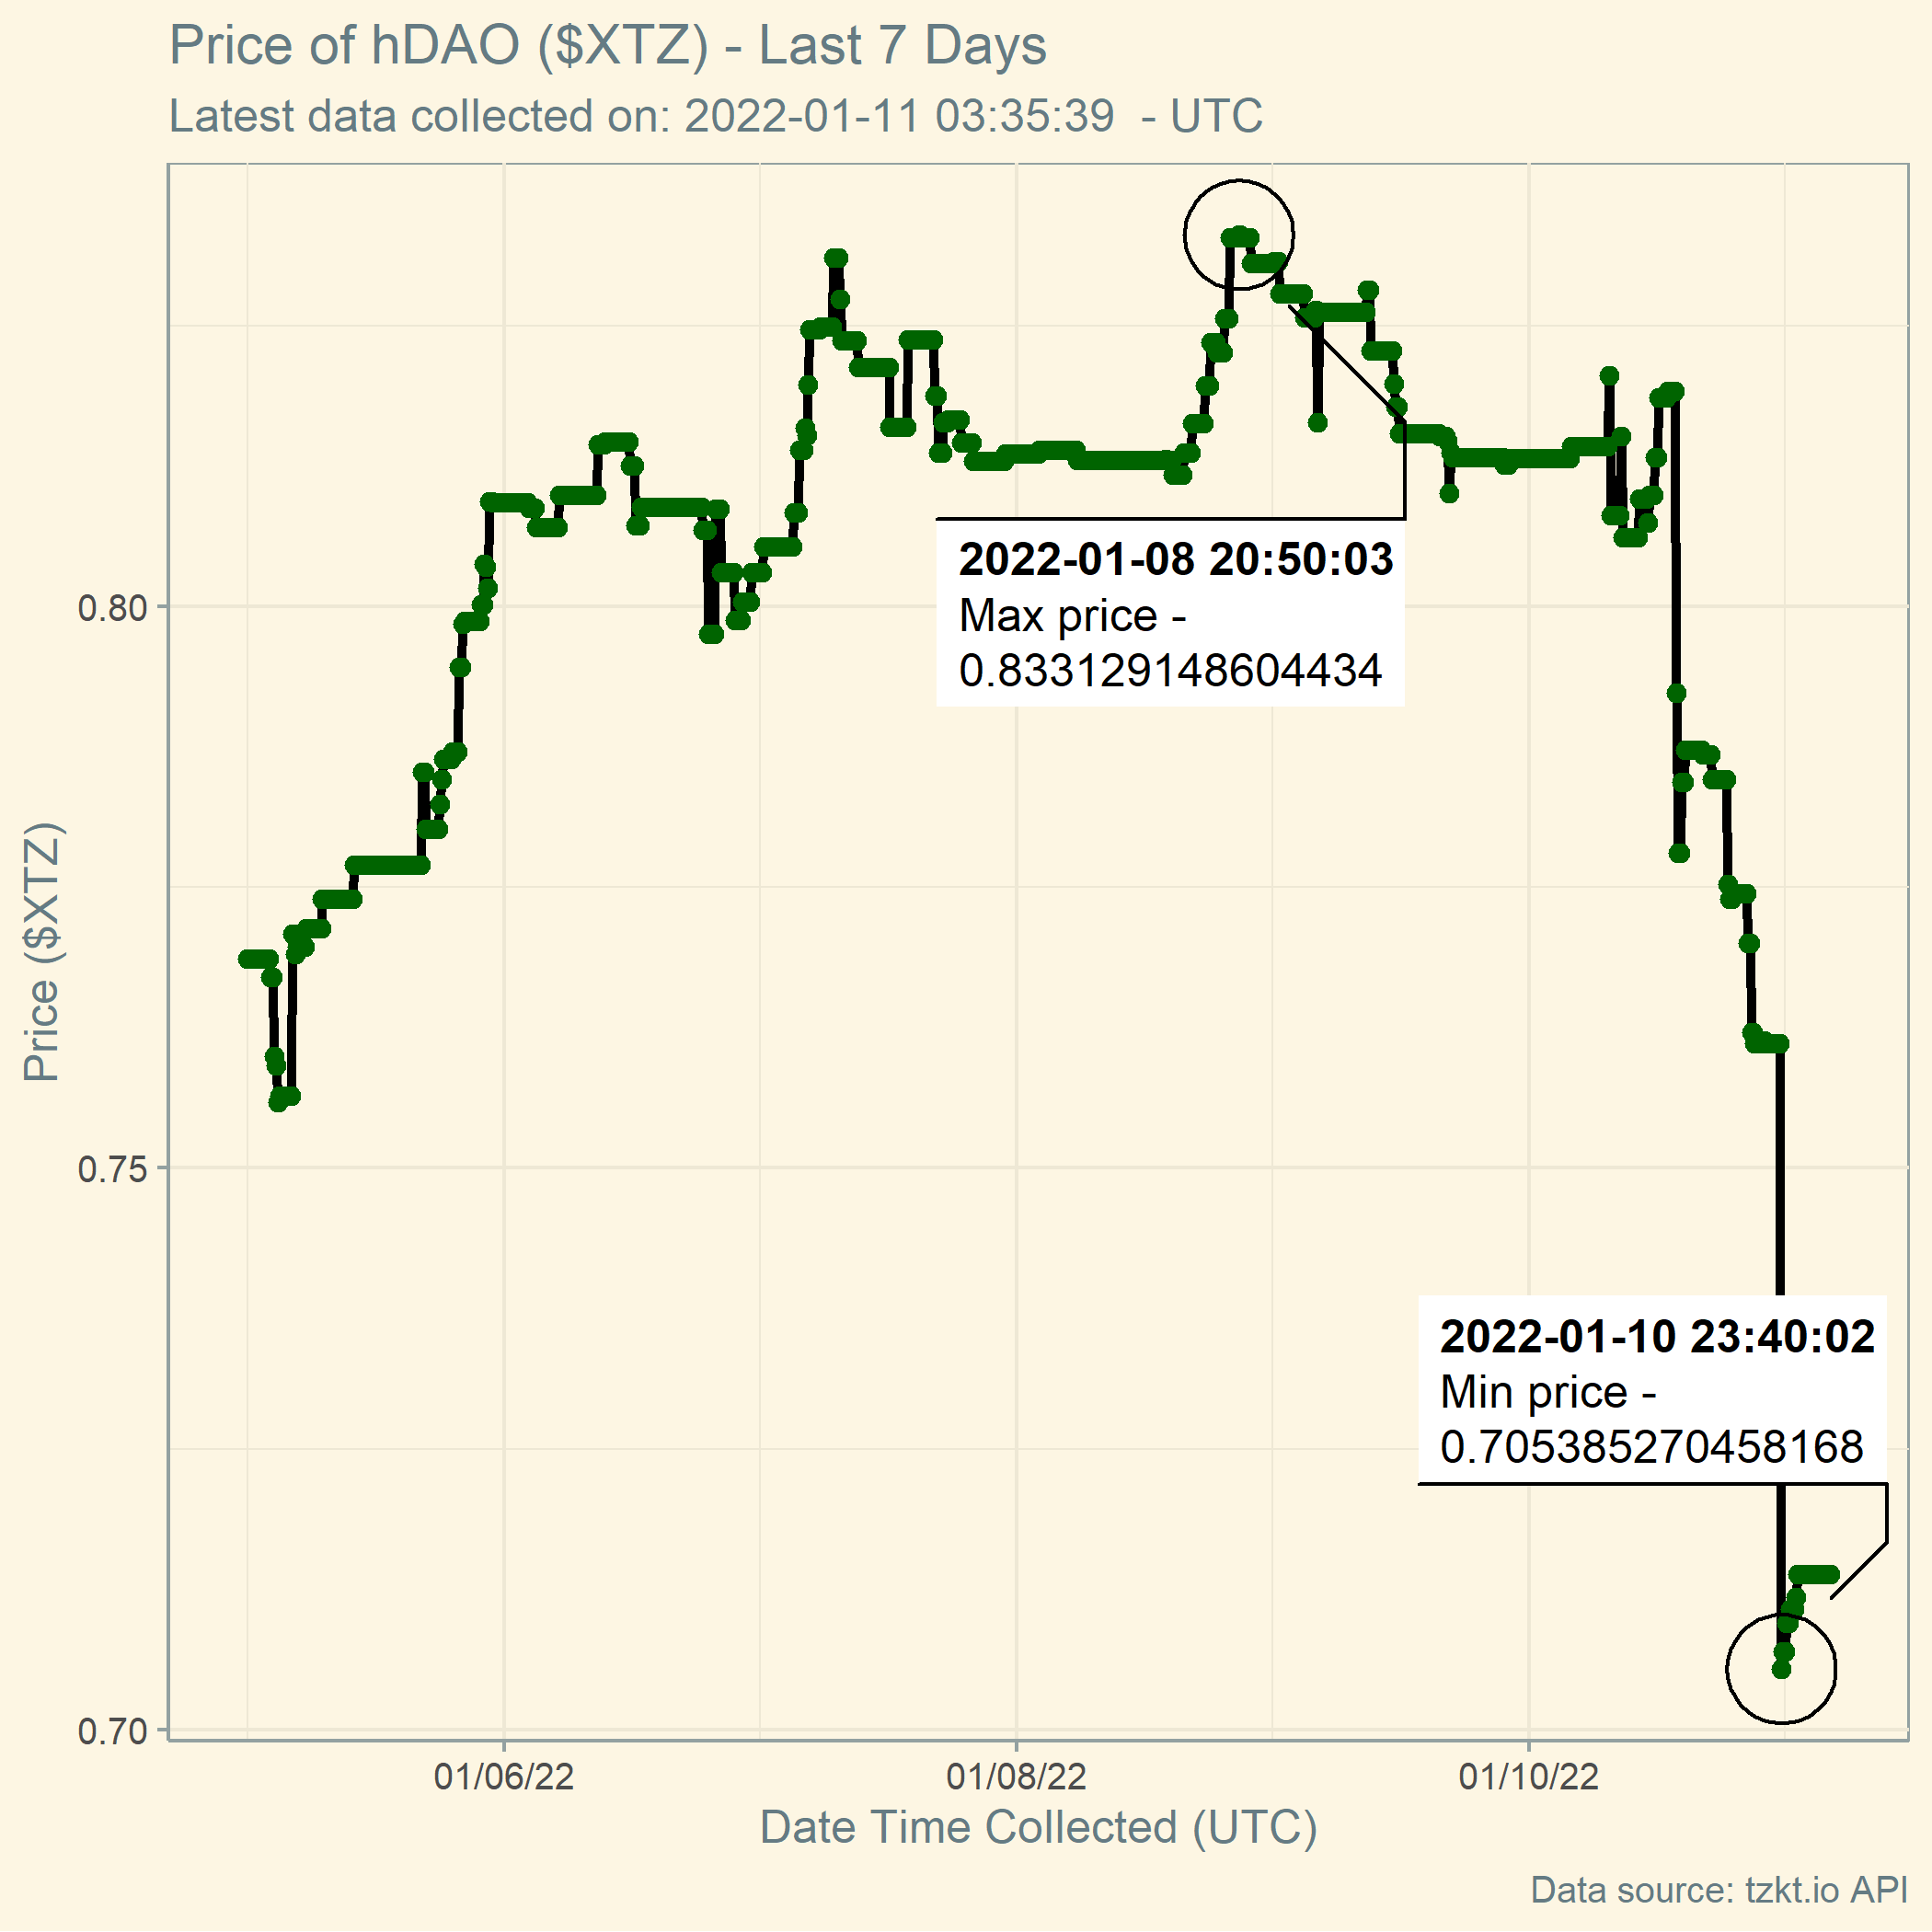 Price of hDAO ($XTZ) - Last 7 Days
Latest data collected on: 2022-01-11 03:35:39  - UTC
Price ($XTZ)
0.80
0.75
0.70
2022-01-08 20:50:03
Max price -
0.833129148604434
2022-01-10 23:40:02
Min price -
0.705385270458168
01/06/22
01/08/22
01/10/22
Date Time Collected (UTC)
Data source: tzkt.io API